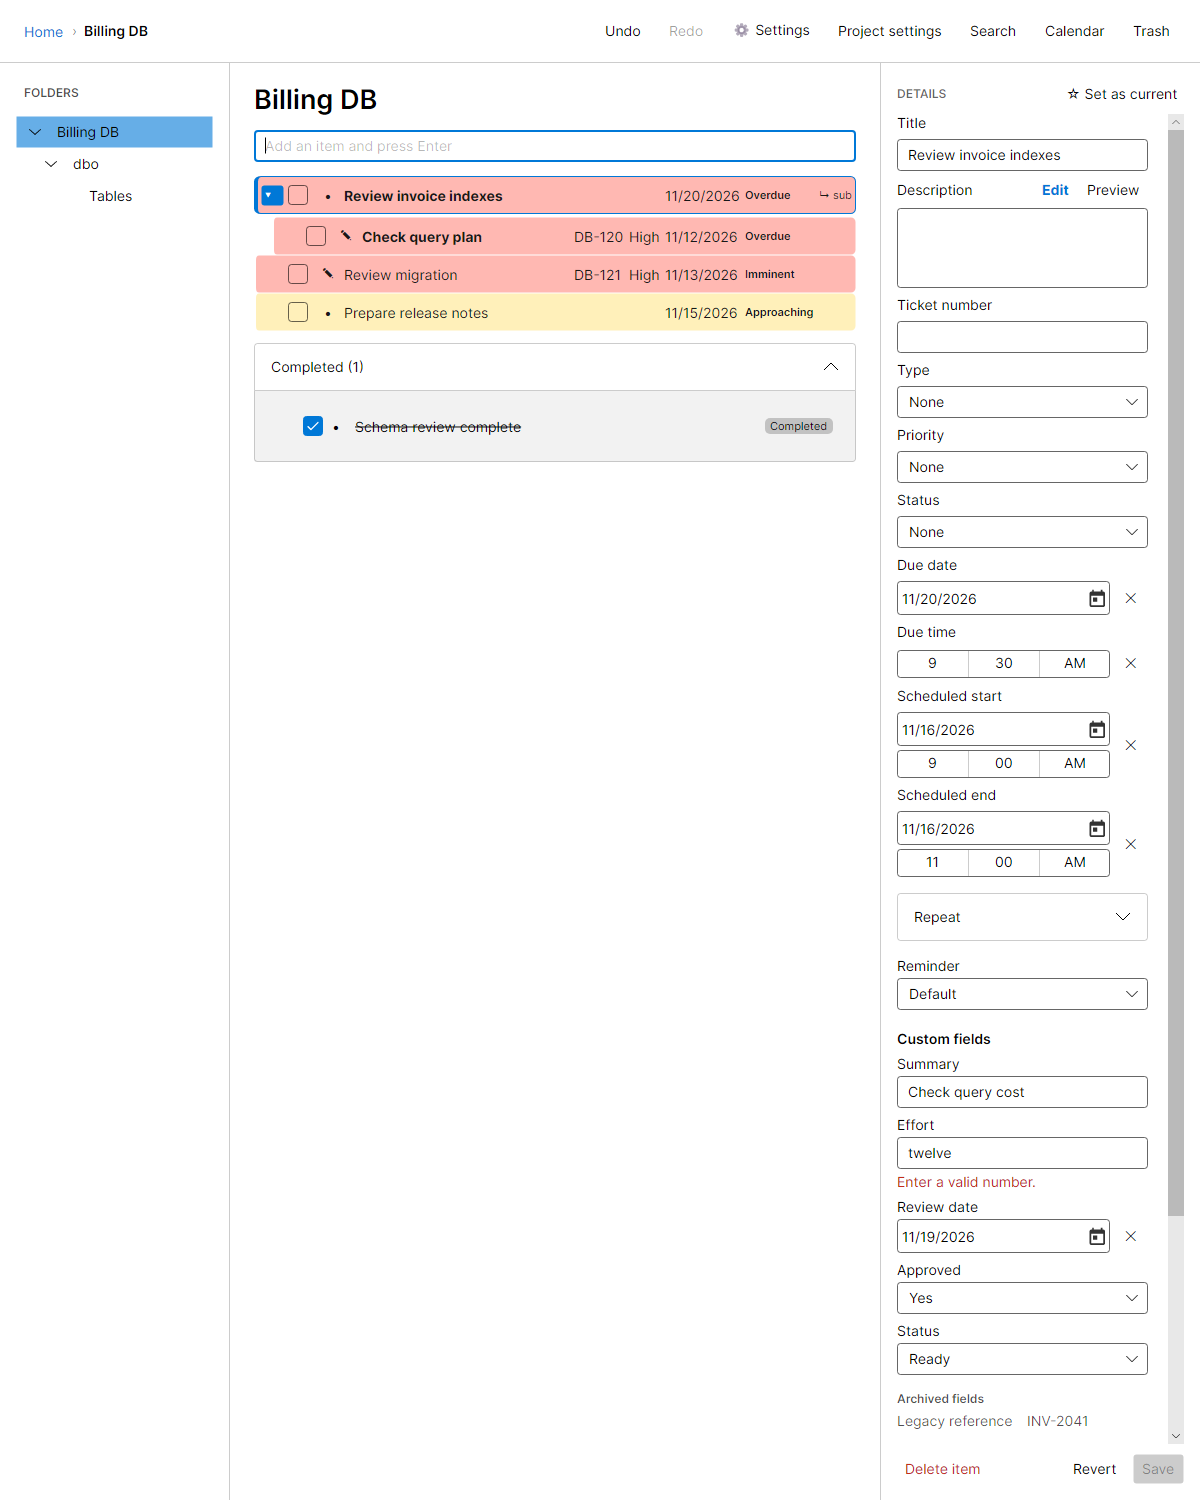 Home › Billing DB
Undo Redo Settings Project settings Search Calendar Trash
FOLDERS
Billing DB
dbo
Tables
Billing DB
Add an item and press Enter
• Review invoice indexes 11/20/2026 Overdue ↳ sub
Check query plan DB-120 High 11/12/2026 Overdue
Review migration DB-121 High 11/13/2026 Imminent
• Prepare release notes 11/15/2026 Approaching
Completed (1)
• Schema review complete Completed
DETAILS ☆ Set as current
Title
Review invoice indexes
Description Edit Preview
Ticket number
Type
None
Priority
None
Status
None
Due date
11/20/2026
Due time
9 30 AM
Scheduled start
11/16/2026
9 00 AM
Scheduled end
11/16/2026
11 00 AM
Repeat
Reminder
Default
Custom fields
Summary
Check query cost
Effort
twelve
Enter a valid number.
Review date
11/19/2026
Approved
Yes
Status
Ready
Archived fields
Legacy reference INV-2041
Delete item Revert Save